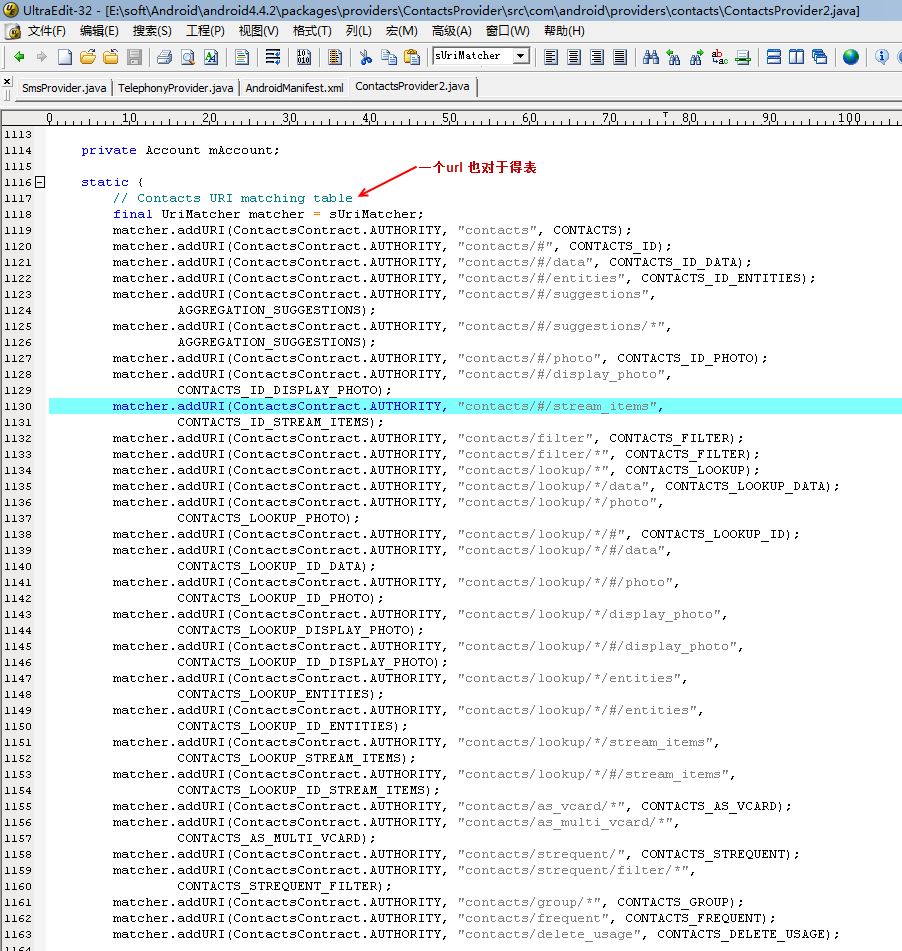 UltraEdit-32 - [E:\soft\Android\android4.4.2\packages\providers\ContactsProvider\src\com\android\providers\contacts\ContactsProvider2.java]
文件(F) 编辑(E) 搜索(S) 工程(P) 视图(V) 格式(T) 列(L) 宏(M) 高级(A) 窗口(W) 帮助(H)
sUriMatcher
SmsProvider.java TelephonyProvider.java AndroidManifest.xml ContactsProvider2.java
0 10 20 30 40 50 60 70 80 90 100
1113
1114 private Account mAccount;
1115 一个url 也对于得表
1116 static {
1117 // Contacts URI matching table
1118 final UriMatcher matcher = sUriMatcher;
1119 matcher.addURI(ContactsContract.AUTHORITY, "contacts", CONTACTS);
1120 matcher.addURI(ContactsContract.AUTHORITY, "contacts/#", CONTACTS_ID);
1121 matcher.addURI(ContactsContract.AUTHORITY, "contacts/#/data", CONTACTS_ID_DATA);
1122 matcher.addURI(ContactsContract.AUTHORITY, "contacts/#/entities", CONTACTS_ID_ENTITIES);
1123 matcher.addURI(ContactsContract.AUTHORITY, "contacts/#/suggestions",
1124 AGGREGATION_SUGGESTIONS);
1125 matcher.addURI(ContactsContract.AUTHORITY, "contacts/#/suggestions/*",
1126 AGGREGATION_SUGGESTIONS);
1127 matcher.addURI(ContactsContract.AUTHORITY, "contacts/#/photo", CONTACTS_ID_PHOTO);
1128 matcher.addURI(ContactsContract.AUTHORITY, "contacts/#/display_photo",
1129 CONTACTS_ID_DISPLAY_PHOTO);
1130 matcher.addURI(ContactsContract.AUTHORITY, "contacts/#/stream_items",
1131 CONTACTS_ID_STREAM_ITEMS);
1132 matcher.addURI(ContactsContract.AUTHORITY, "contacts/filter", CONTACTS_FILTER);
1133 matcher.addURI(ContactsContract.AUTHORITY, "contacts/filter/*", CONTACTS_FILTER);
1134 matcher.addURI(ContactsContract.AUTHORITY, "contacts/lookup/*", CONTACTS_LOOKUP);
1135 matcher.addURI(ContactsContract.AUTHORITY, "contacts/lookup/*/data", CONTACTS_LOOKUP_DATA);
1136 matcher.addURI(ContactsContract.AUTHORITY, "contacts/lookup/*/photo",
1137 CONTACTS_LOOKUP_PHOTO);
1138 matcher.addURI(ContactsContract.AUTHORITY, "contacts/lookup/*/#", CONTACTS_LOOKUP_ID);
1139 matcher.addURI(ContactsContract.AUTHORITY, "contacts/lookup/*/#/data",
1140 CONTACTS_LOOKUP_ID_DATA);
1141 matcher.addURI(ContactsContract.AUTHORITY, "contacts/lookup/*/#/photo",
1142 CONTACTS_LOOKUP_ID_PHOTO);
1143 matcher.addURI(ContactsContract.AUTHORITY, "contacts/lookup/*/display_photo",
1144 CONTACTS_LOOKUP_DISPLAY_PHOTO);
1145 matcher.addURI(ContactsContract.AUTHORITY, "contacts/lookup/*/#/display_photo",
1146 CONTACTS_LOOKUP_ID_DISPLAY_PHOTO);
1147 matcher.addURI(ContactsContract.AUTHORITY, "contacts/lookup/*/entities",
1148 CONTACTS_LOOKUP_ENTITIES);
1149 matcher.addURI(ContactsContract.AUTHORITY, "contacts/lookup/*/#/entities",
1150 CONTACTS_LOOKUP_ID_ENTITIES);
1151 matcher.addURI(ContactsContract.AUTHORITY, "contacts/lookup/*/stream_items",
1152 CONTACTS_LOOKUP_STREAM_ITEMS);
1153 matcher.addURI(ContactsContract.AUTHORITY, "contacts/lookup/*/#/stream_items",
1154 CONTACTS_LOOKUP_ID_STREAM_ITEMS);
1155 matcher.addURI(ContactsContract.AUTHORITY, "contacts/as_vcard/*", CONTACTS_AS_VCARD);
1156 matcher.addURI(ContactsContract.AUTHORITY, "contacts/as_multi_vcard/*",
1157 CONTACTS_AS_MULTI_VCARD);
1158 matcher.addURI(ContactsContract.AUTHORITY, "contacts/strequent/", CONTACTS_STREQUENT);
1159 matcher.addURI(ContactsContract.AUTHORITY, "contacts/strequent/filter/*",
1160 CONTACTS_STREQUENT_FILTER);
1161 matcher.addURI(ContactsContract.AUTHORITY, "contacts/group/*", CONTACTS_GROUP);
1162 matcher.addURI(ContactsContract.AUTHORITY, "contacts/frequent", CONTACTS_FREQUENT);
1163 matcher.addURI(ContactsContract.AUTHORITY, "contacts/delete_usage", CONTACTS_DELETE_USAGE);